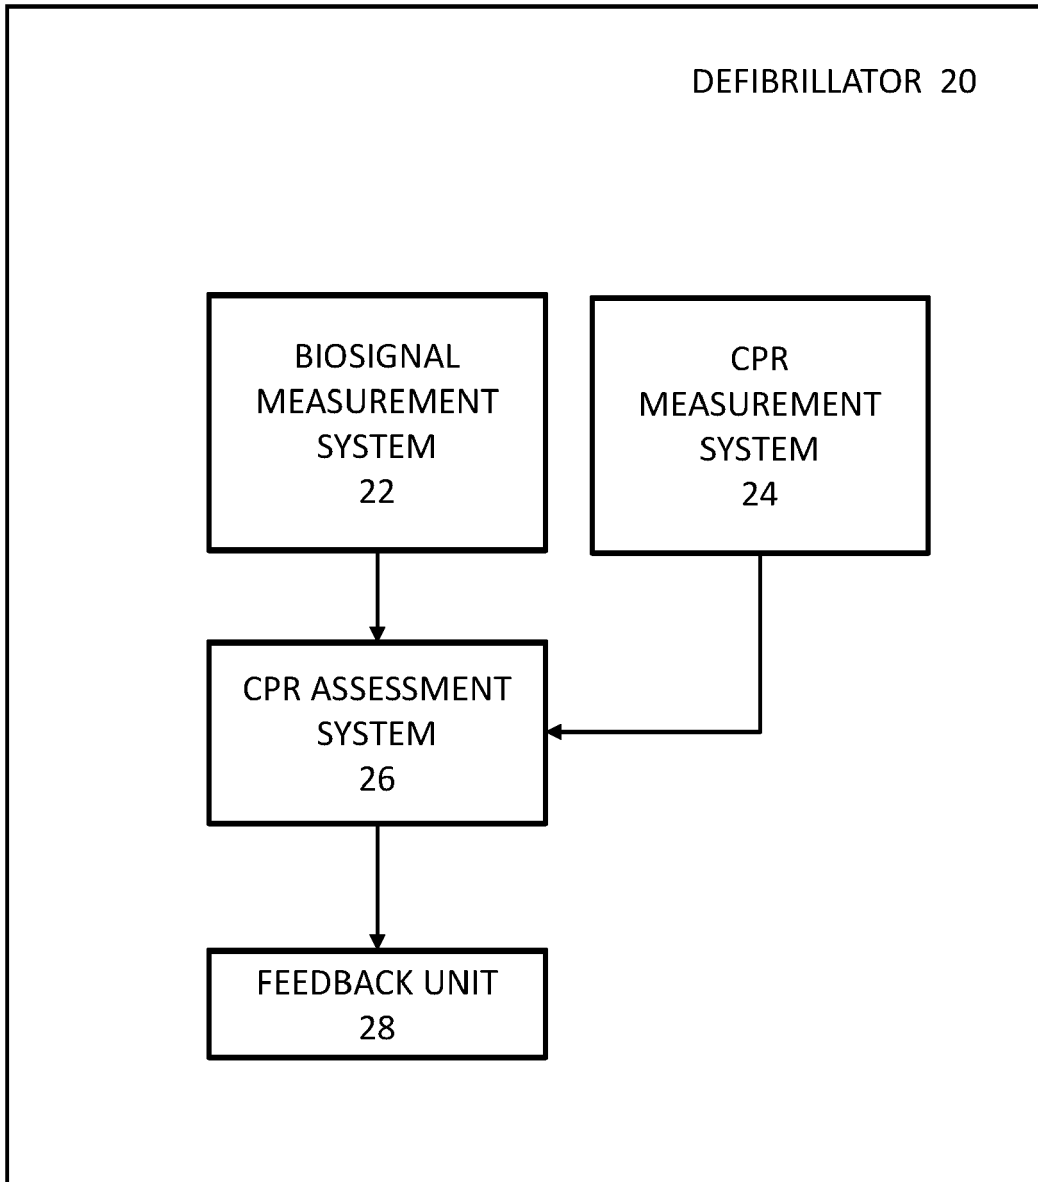 DEFIBRILLATOR 20
BIOSIGNAL
MEASUREMENT
SYSTEM
22
CPR
MEASUREMENT
SYSTEM
24
CPR ASSESSMENT
SYSTEM
26
FEEDBACK UNIT
28